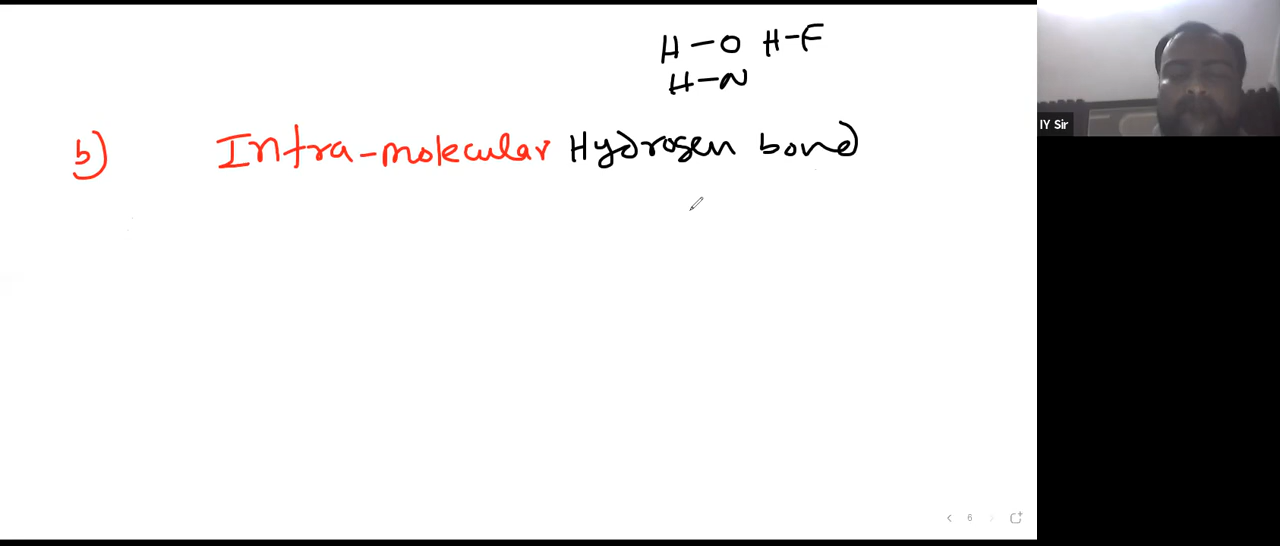 H-O H-F
H-N
b) Intra-molecular Hydrogen bond
IY Sir
6